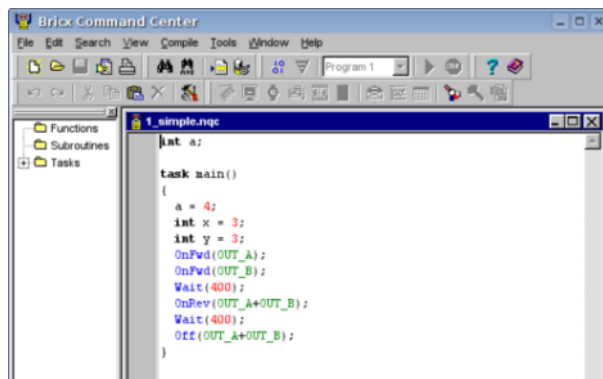 Bricx Command Center
File Edit Search View Compile Tools Window Help
Program 1
Functions
Subroutines
Tasks
1_simple.nqc
int a;
task main()
{
a = 4;
int x = 3;
int y = 3;
OnFwd(OUT_A);
OnFwd(OUT_B);
Wait(400);
OnRev(OUT_A+OUT_B);
Wait(400);
Off(OUT_A+OUT_B);
}